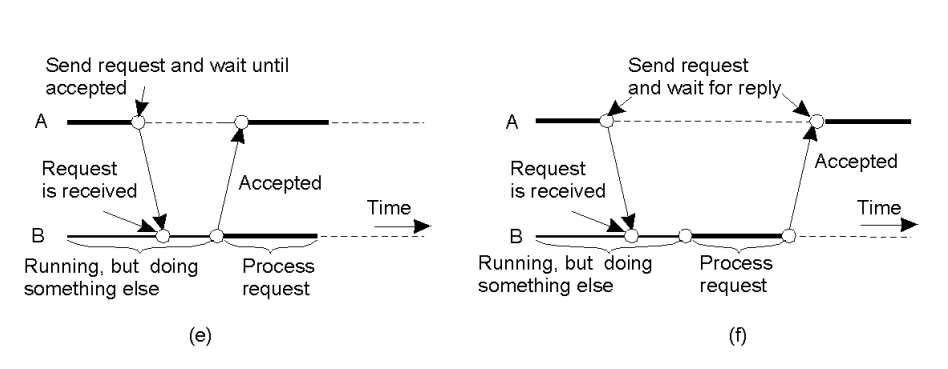 Send request and wait until
accepted
A
Request
is received
Accepted
Time
B
Running, but doing
something else
Process
request
(e)
Send request
and wait for reply
A
Request
is received
Accepted
Time
B
Running, but doing
something else
Process
request
(f)